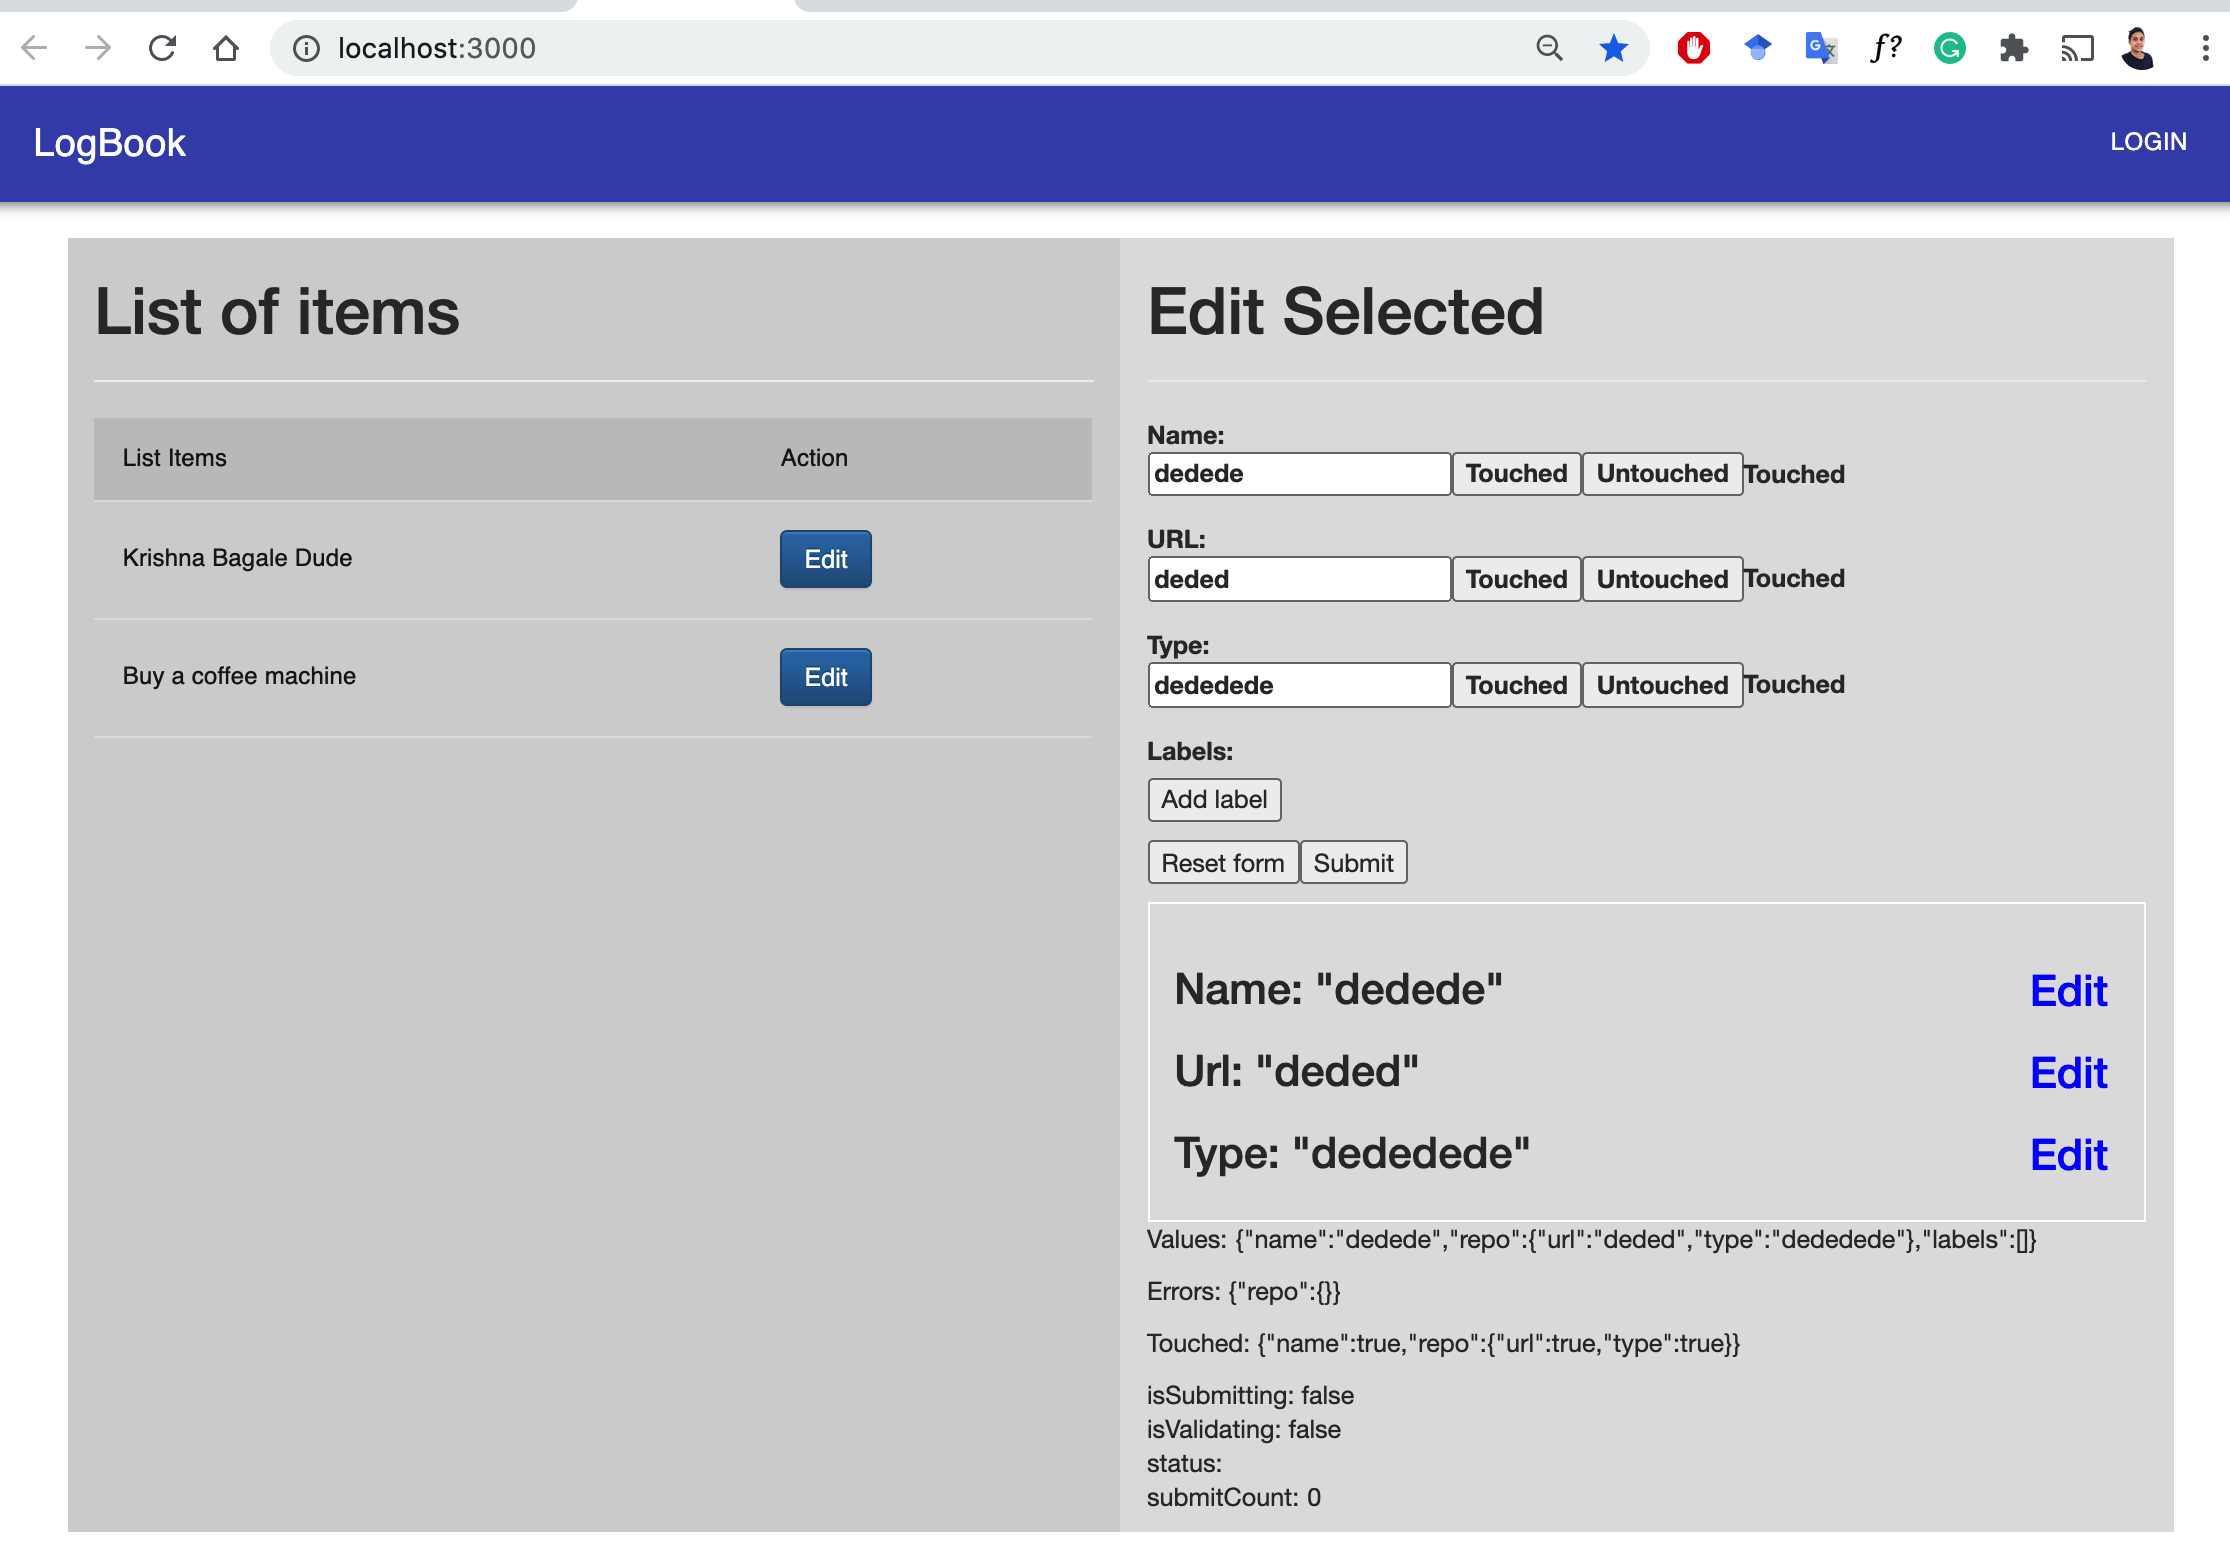 localhost:3000
f?
LogBook
LOGIN
List of items
List Items Action
Krishna Bagale Dude Edit
Buy a coffee machine Edit
Edit Selected
Name:
dedede Touched Untouched Touched
URL:
deded Touched Untouched Touched
Type:
dededede Touched Untouched Touched
Labels:
Add label
Reset form Submit
Name: "dedede" Edit
Url: "deded" Edit
Type: "dededede" Edit
Values: {"name":"dedede","repo":{"url":"deded","type":"dededede"},"labels":[]}
Errors: {"repo":{}}
Touched: {"name":true,"repo":{"url":true,"type":true}}
isSubmitting: false
isValidating: false
status:
submitCount: 0